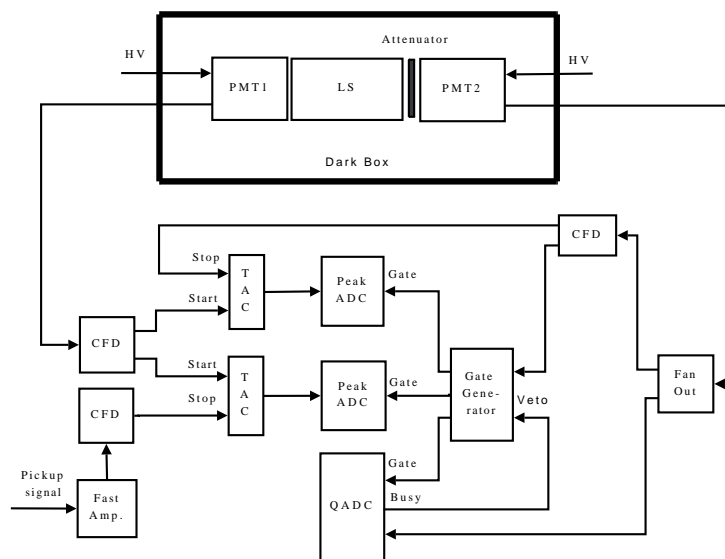 Attenuator
HV
HV
PMT1
LS
PMT2
Dark Box
CFD
Stop
T
A
C
Peak
ADC
Gate
Start
CFD
Start
T
A
C
Peak
ADC
Gate
Gate
Gene-
rator
Veto
Fan
Out
Stop
CFD
Pickup
signal
Fast
Amp.
QADC
Gate
Busy